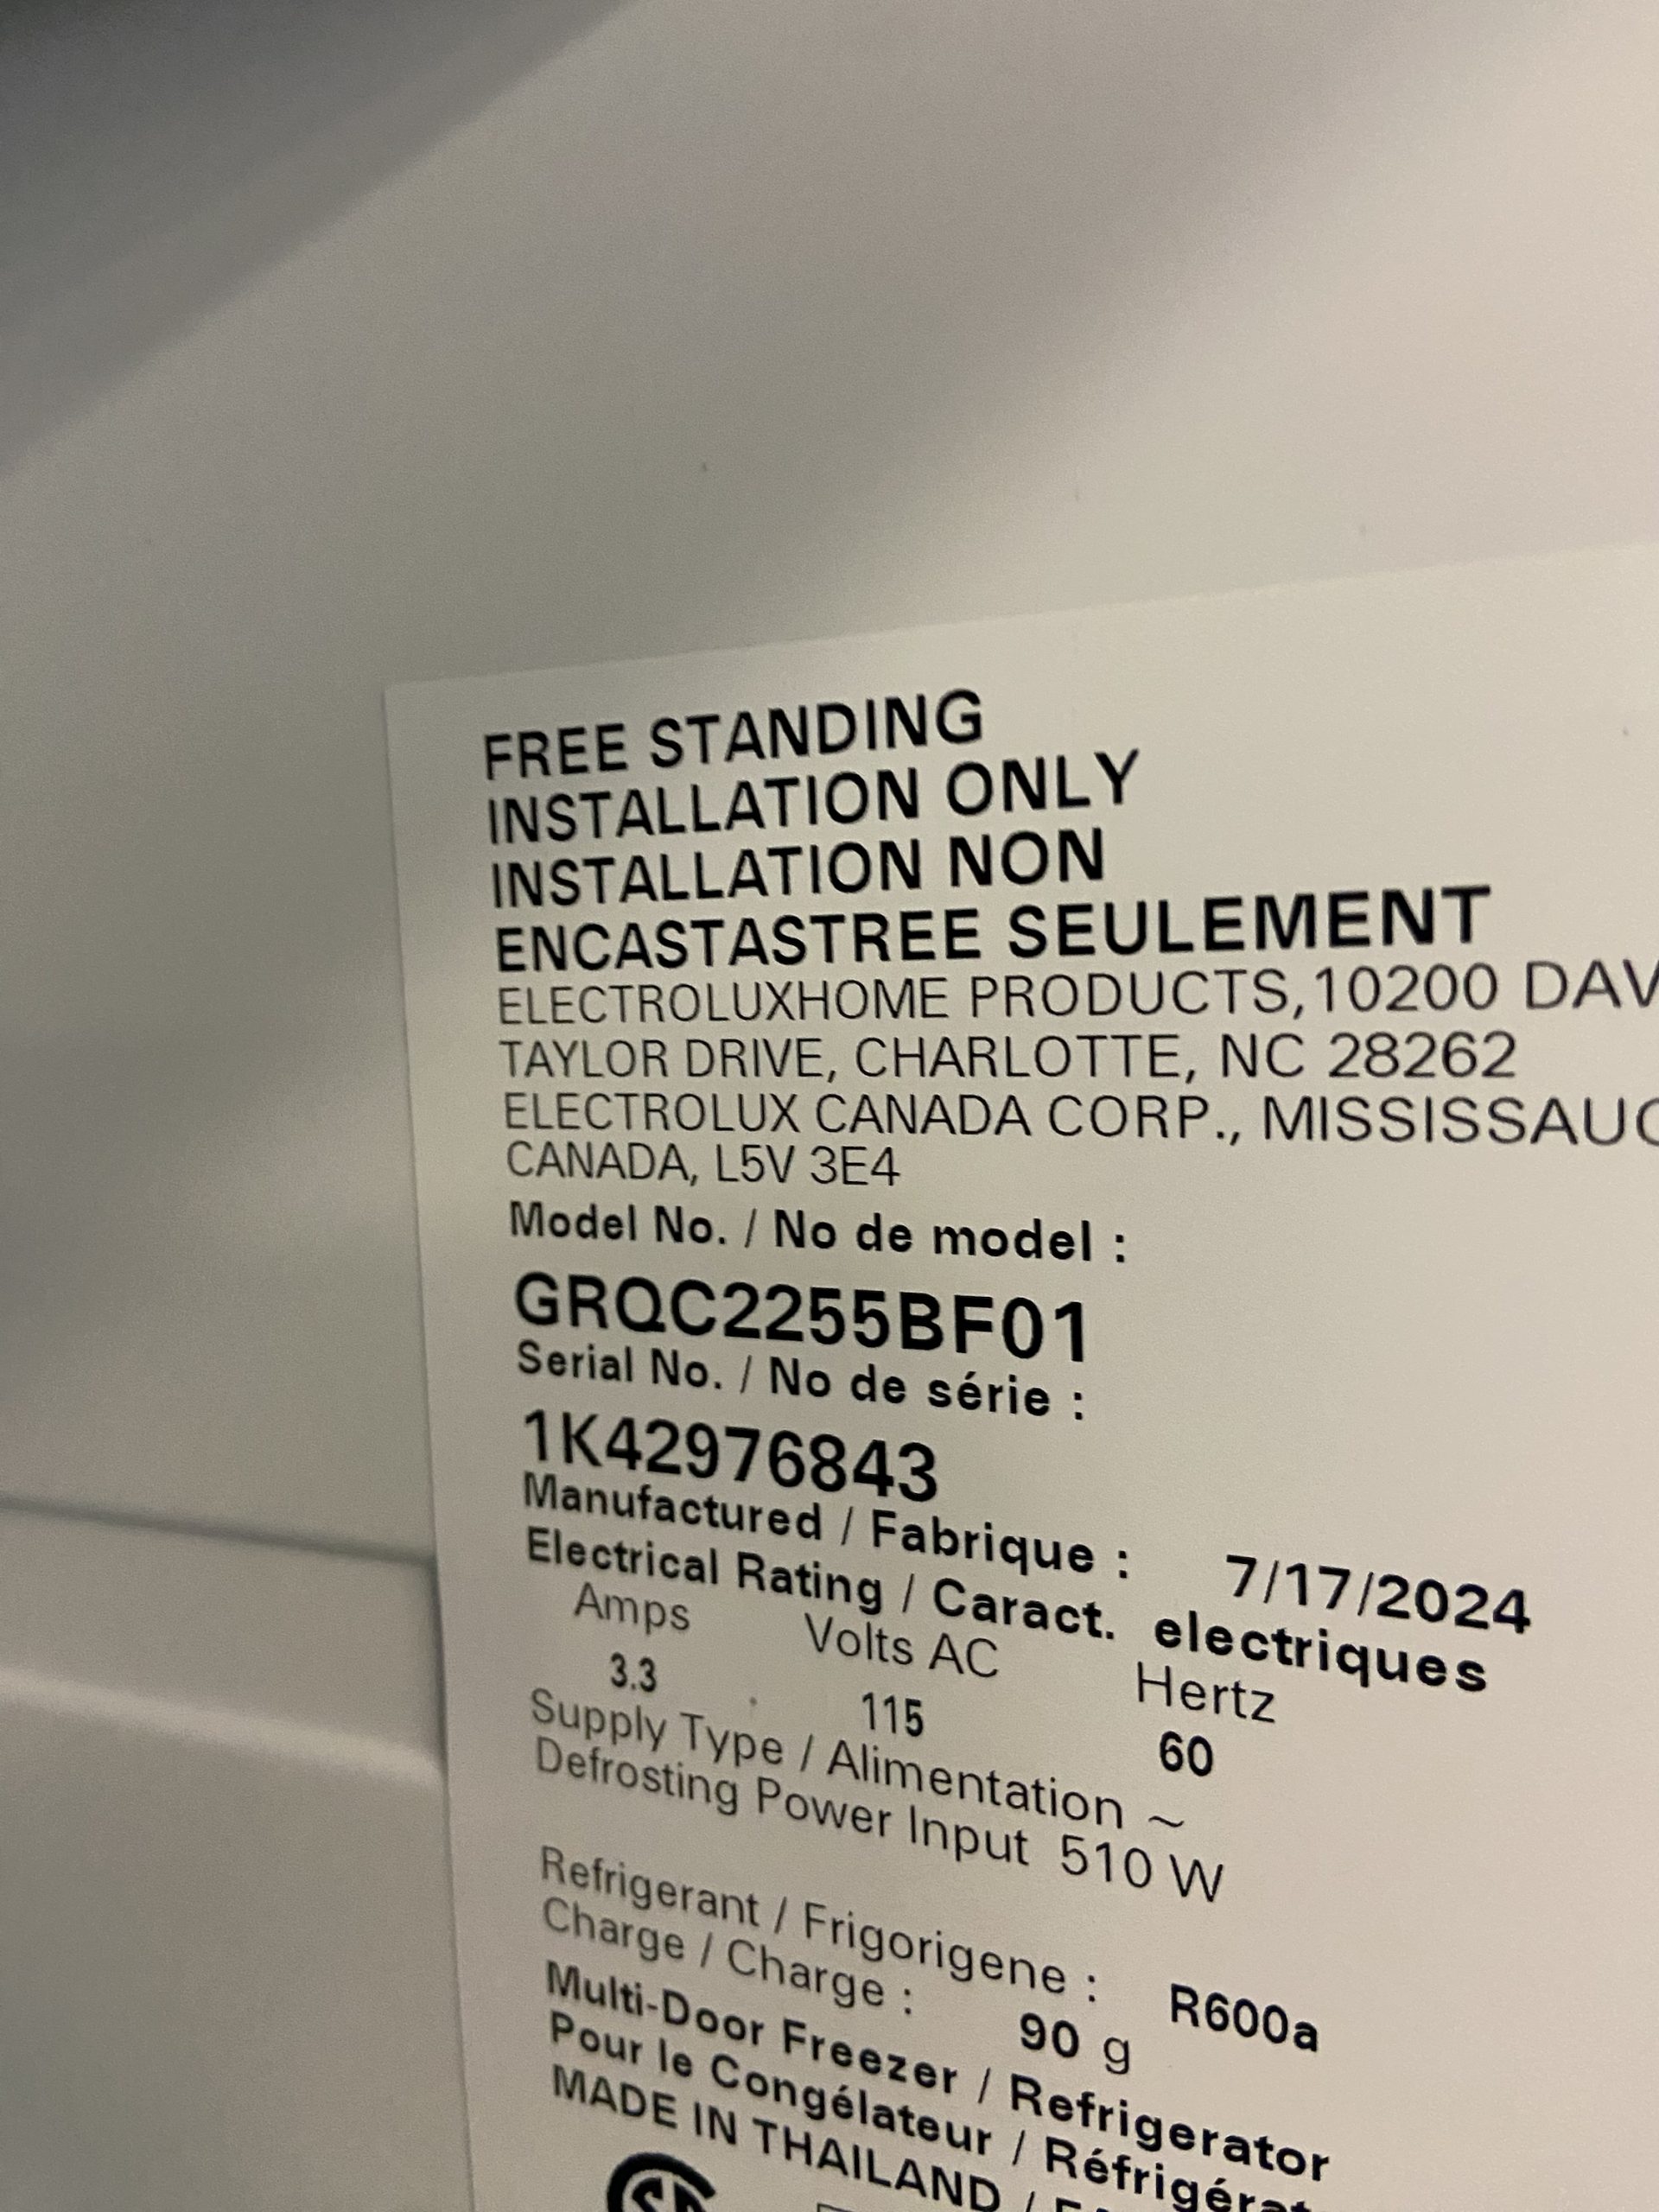 FREE STANDING
INSTALLATION ONLY
INSTALLATION NON
ENCASTASTREE SEULEMENT
ELECTROLUXHOME PRODUCTS,10200 DAV
TAYLOR DRIVE, CHARLOTTE, NC 28262
ELECTROLUX CANADA CORP., MISSISSAUG
CANADA, L5V 3E4
Model No. / No de model :
GRQC2255BF01
Serial No. / No de série :
1K42976843
Manufactured / Fabrique : 7/17/2024
Electrical Rating / Caract. electriques
Amps Volts AC Hertz
3.3 115 60
Supply Type / Alimentation ~
Defrosting Power Input 510 W
Refrigerant / Frigorigene : R600a
Charge / Charge : 90 g
Multi-Door Freezer / Refrigerator
Pour le Congélateur / Réfrigérat
MADE IN THAILAND /